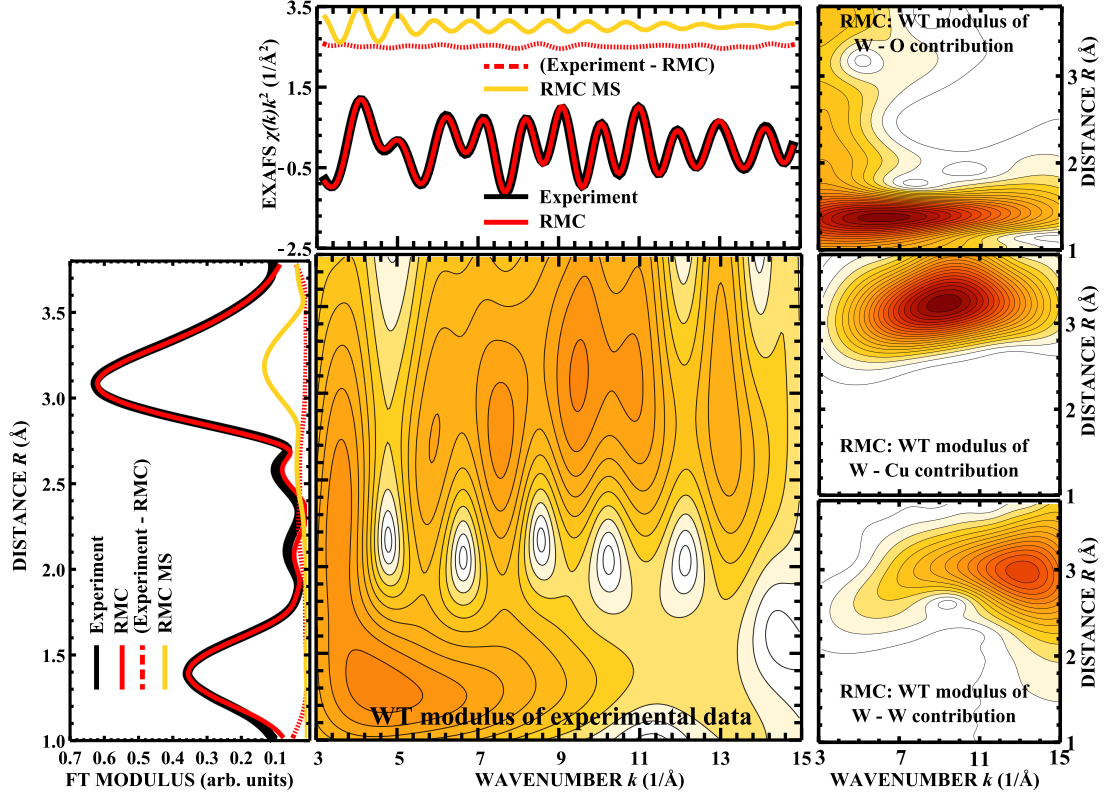 3.5
1.5
-0.5
-2.5
EXAFS χ(k)k² (1/Å²)
(Experiment - RMC)
RMC MS
Experiment
RMC
RMC: WT modulus of
W - O contribution
3
2
1
DISTANCE R (Å)
3.5
3.0
2.5
2.0
1.5
1.0
DISTANCE R (Å)
Experiment
RMC
(Experiment - RMC)
RMC MS
0.7 0.6 0.5 0.4 0.3 0.2 0.1
FT MODULUS (arb. units)
WT modulus of experimental data
3 5 7 9 11 13 15
WAVENUMBER k (1/Å)
3
2
1
DISTANCE R (Å)
RMC: WT modulus of
W - Cu contribution
3
2
1
DISTANCE R (Å)
RMC: WT modulus of
W - W contribution
3 7 11 15
WAVENUMBER k (1/Å)